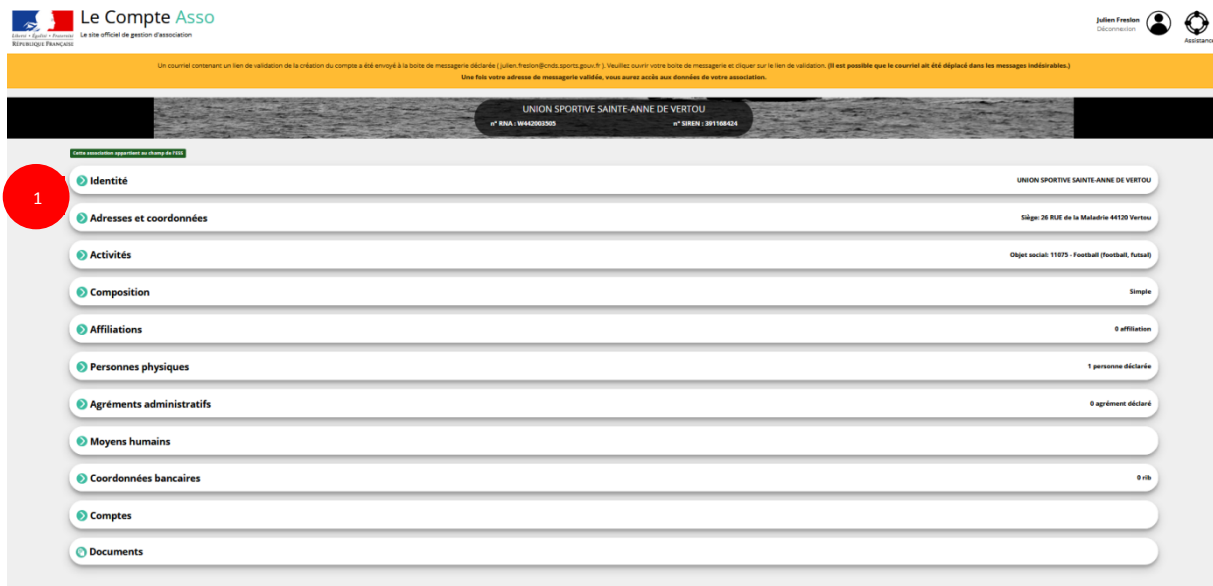 Le Compte Asso
Le site officiel de gestion d'association
Liberté • Égalité • Fraternité
RÉPUBLIQUE FRANÇAISE
Julien Freslon
Déconnexion
Assistance
Un courriel contenant un lien de validation de la création du compte a été envoyé à la boite de messagerie déclarée ( julien.freslon@cnds.sports.gouv.fr ). Veuillez ouvrir votre boite de messagerie et cliquer sur le lien de validation. (Il est possible que le courriel ait été déplacé dans les messages indésirables.)
Une fois votre adresse de messagerie validée, vous aurez accès aux données de votre association.
UNION SPORTIVE SAINTE-ANNE DE VERTOU
n° RNA : W442003505 n° SIREN : 391168424
Cette association appartient au champ de l'ESS
1
Identité UNION SPORTIVE SAINTE-ANNE DE VERTOU
Adresses et coordonnées Siège: 26 RUE de la Maladrie 44120 Vertou
Activités Objet social: 11075 - Football (football, futsal)
Composition Simple
Affiliations 0 affiliation
Personnes physiques 1 personne déclarée
Agréments administratifs 0 agrément déclaré
Moyens humains
Coordonnées bancaires 0 rib
Comptes
Documents